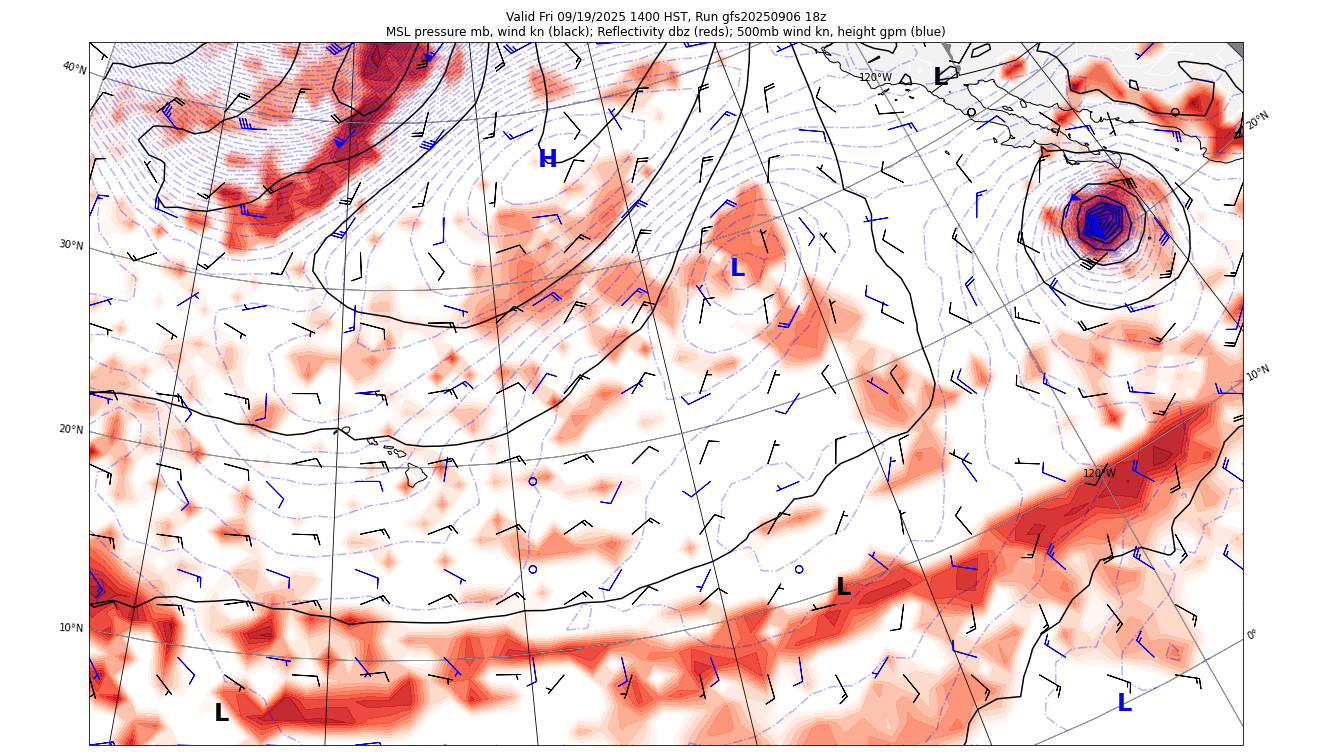 Valid Fri 09/19/2025 1400 HST, Run gfs20250906 18z
MSL pressure mb, wind kn (black); Reflectivity dbz (reds); 500mb wind kn, height gpm (blue)
40°N
120°W
L
20°N
H
30°N
L
10°N
20°N
120°W
L
10°N
0°
L
L